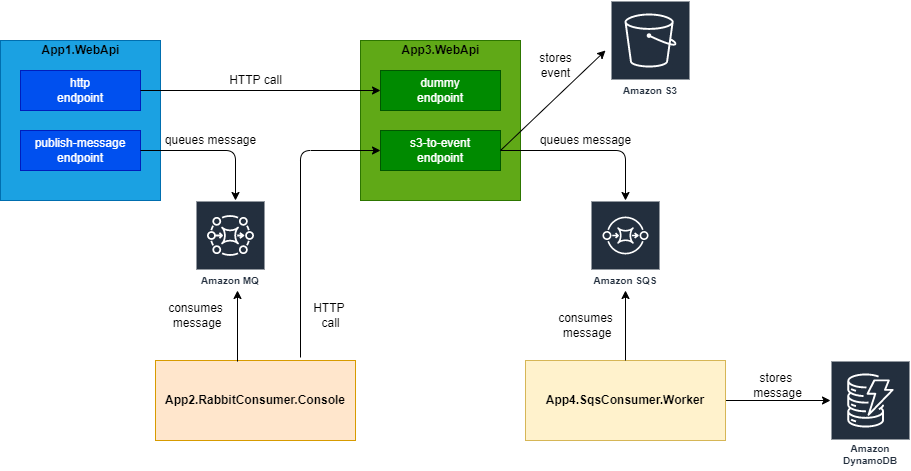 App1.WebApi
http
endpoint
publish-message
endpoint
HTTP call
queues message
App3.WebApi
dummy
endpoint
s3-to-event
endpoint
stores
event
Amazon S3
queues message
Amazon MQ
Amazon SQS
consumes
message
HTTP
call
consumes
message
App2.RabbitConsumer.Console
App4.SqsConsumer.Worker
stores
message
Amazon
DynamoDB